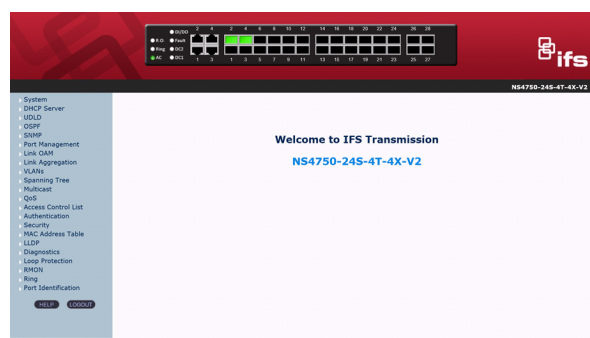 DI/DO
R.O Fault
Ring DC2
AC DC1
2 4 2 4 6 8 10 12 14 16 18 20 22 24 26 28
1 3 1 3 5 7 9 11 13 15 17 19 21 23 25 27
ifs
NS4750-24S-4T-4X-V2
System
DHCP Server
UDLD
OSPF
SNMP
Port Management
Link OAM
Link Aggregation
VLANs
Spanning Tree
Multicast
QoS
Access Control List
Authentication
Security
MAC Address Table
LLDP
Diagnostics
Loop Protection
RMON
Ring
Port Identification
HELP LOGOUT
Welcome to IFS Transmission
NS4750-24S-4T-4X-V2